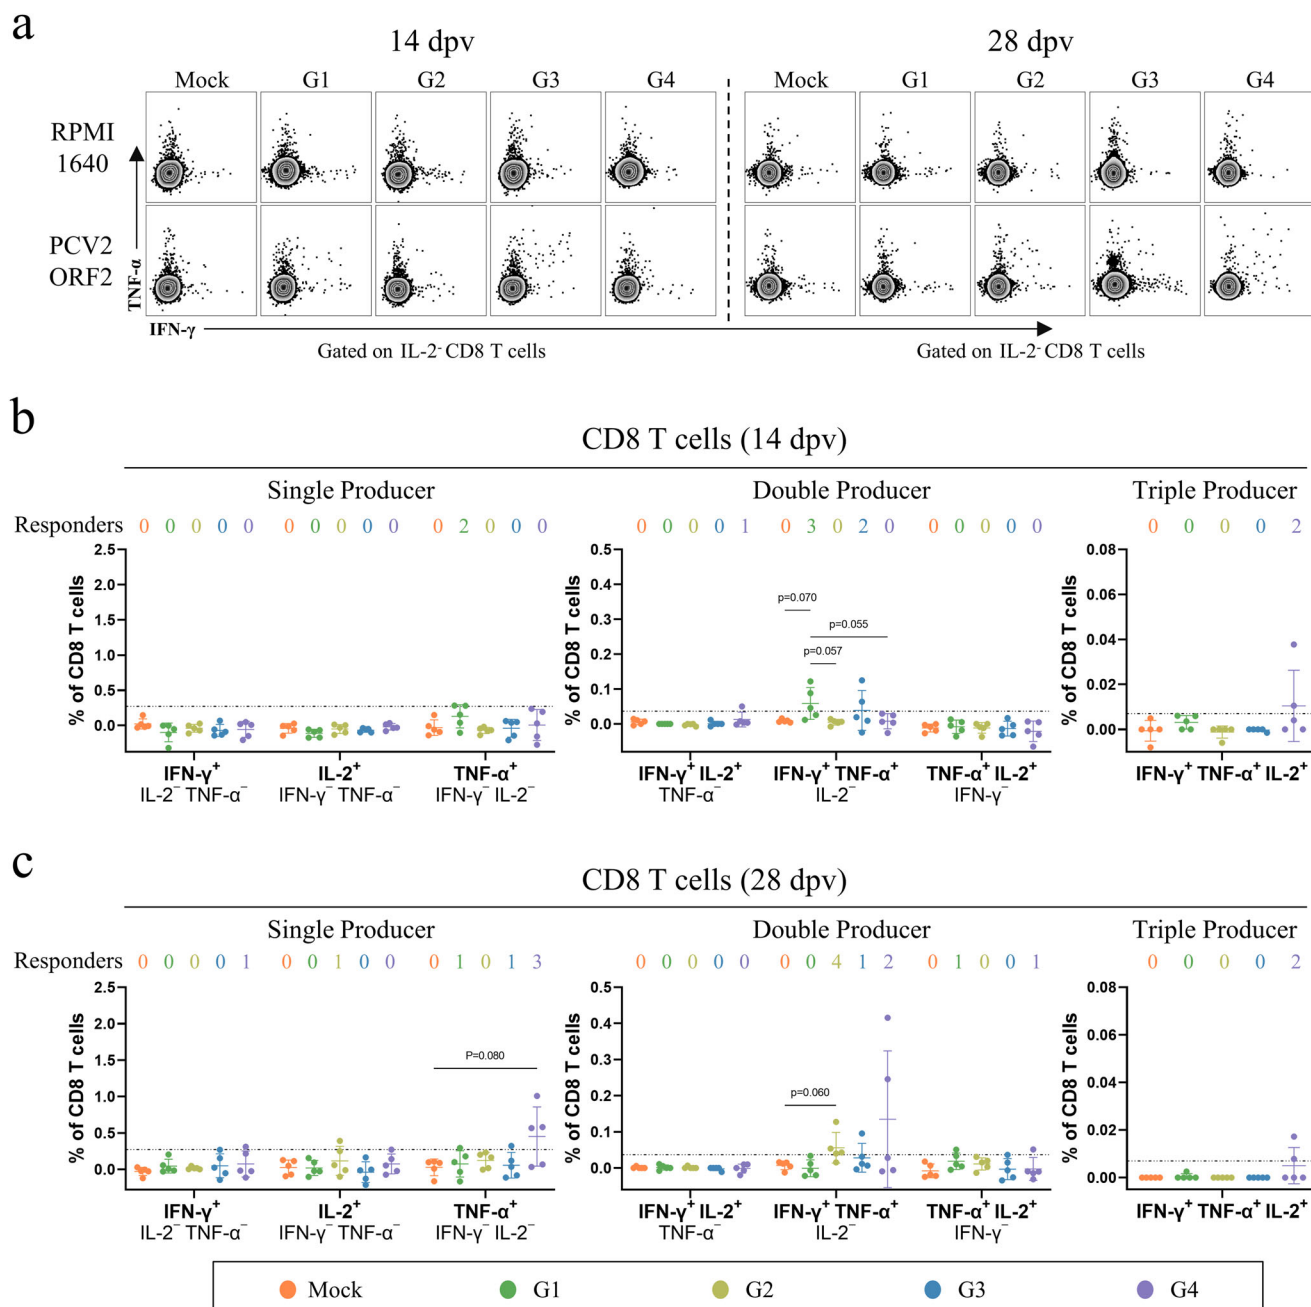 a
14 dpv
28 dpv
Mock G1 G2 G3 G4 Mock G1 G2 G3 G4
RPMI
1640
PCV2
ORF2
TNF-α
IFN-γ
Gated on IL-2⁻ CD8 T cells
Gated on IL-2⁻ CD8 T cells
b
CD8 T cells (14 dpv)
Single Producer
Double Producer
Triple Producer
Responders 0 0 0 0 0 0 0 0 0 0 0 2 0 0 0
0 0 0 0 1 0 3 0 2 0 0 0 0 0 0
0 0 0 0 2
% of CD8 T cells
2.5
2.0
1.5
1.0
0.5
0.0
IFN-γ⁺ IL-2⁺ TNF-α⁺
IL-2⁻ TNF-α⁻ IFN-γ⁻ TNF-α⁻ IFN-γ⁻ IL-2⁻
% of CD8 T cells
0.5
0.4
0.3
0.2
0.1
0.0
p=0.070
p=0.055
p=0.057
IFN-γ⁺ IL-2⁺ IFN-γ⁺ TNF-α⁺ TNF-α⁺ IL-2⁺
TNF-α⁻ IL-2⁻ IFN-γ⁻
% of CD8 T cells
0.08
0.06
0.04
0.02
0.00
IFN-γ⁺ TNF-α⁺ IL-2⁺
c
CD8 T cells (28 dpv)
Single Producer
Double Producer
Triple Producer
Responders 0 0 0 0 1 0 0 1 0 0 0 1 0 1 3
0 0 0 0 0 0 0 4 1 2 0 1 0 0 1
0 0 0 0 2
% of CD8 T cells
2.5
2.0
1.5
1.0
0.5
0.0
P=0.080
IFN-γ⁺ IL-2⁺ TNF-α⁺
IL-2⁻ TNF-α⁻ IFN-γ⁻ TNF-α⁻ IFN-γ⁻ IL-2⁻
% of CD8 T cells
0.5
0.4
0.3
0.2
0.1
0.0
p=0.060
IFN-γ⁺ IL-2⁺ IFN-γ⁺ TNF-α⁺ TNF-α⁺ IL-2⁺
TNF-α⁻ IL-2⁻ IFN-γ⁻
% of CD8 T cells
0.08
0.06
0.04
0.02
0.00
IFN-γ⁺ TNF-α⁺ IL-2⁺
Mock G1 G2 G3 G4